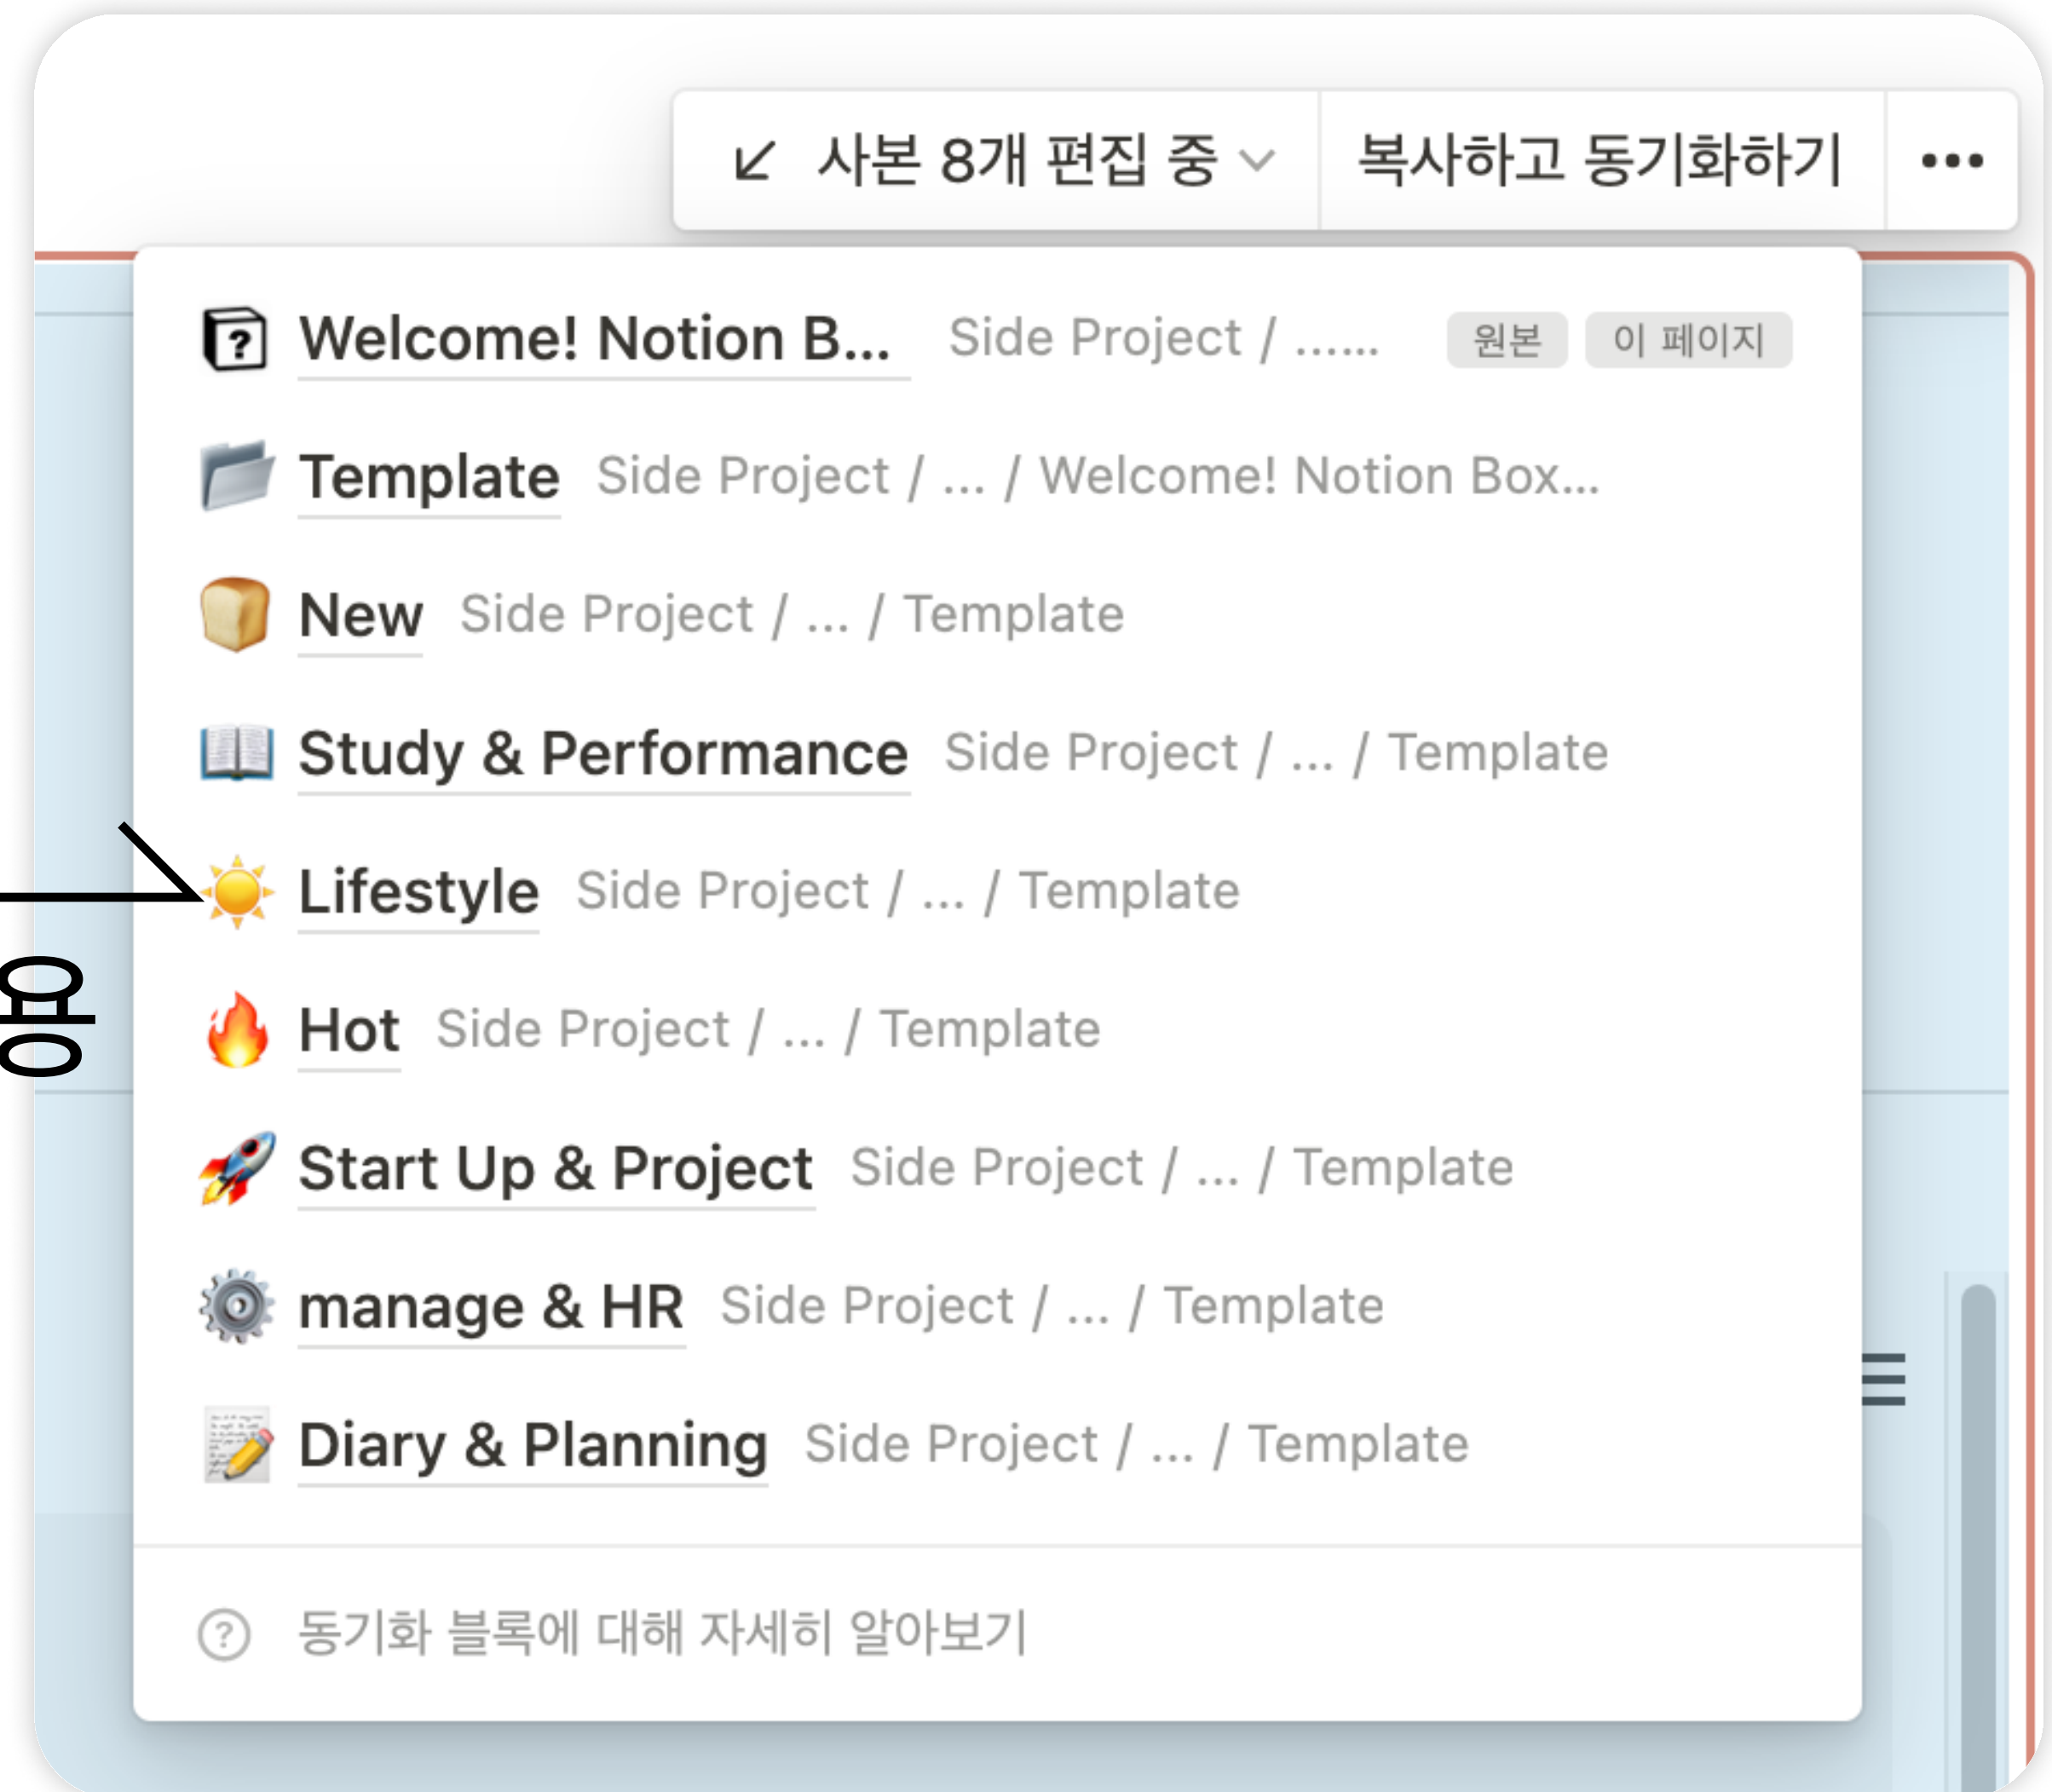 사본 8개 편집 중 복사하고 동기화하기
Welcome! Notion B... Side Project / ...... 원본 이 페이지
Template Side Project / ... / Welcome! Notion Box...
New Side Project / ... / Template
Study & Performance Side Project / ... / Template
Lifestyle Side Project / ... / Template
용
Hot Side Project / ... / Template
Start Up & Project Side Project / ... / Template
manage & HR Side Project / ... / Template
Diary & Planning Side Project / ... / Template
동기화 블록에 대해 자세히 알아보기